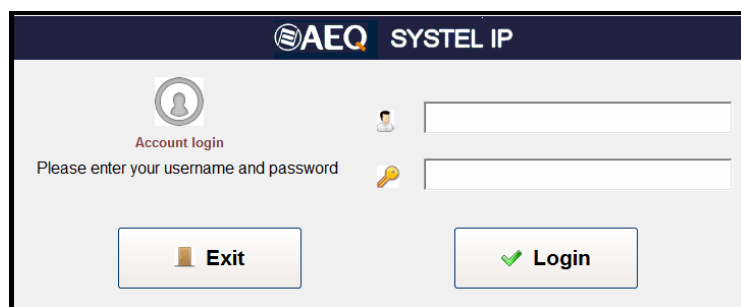 AEQ SYSTEL IP
Account login
Please enter your username and password
Exit
Login